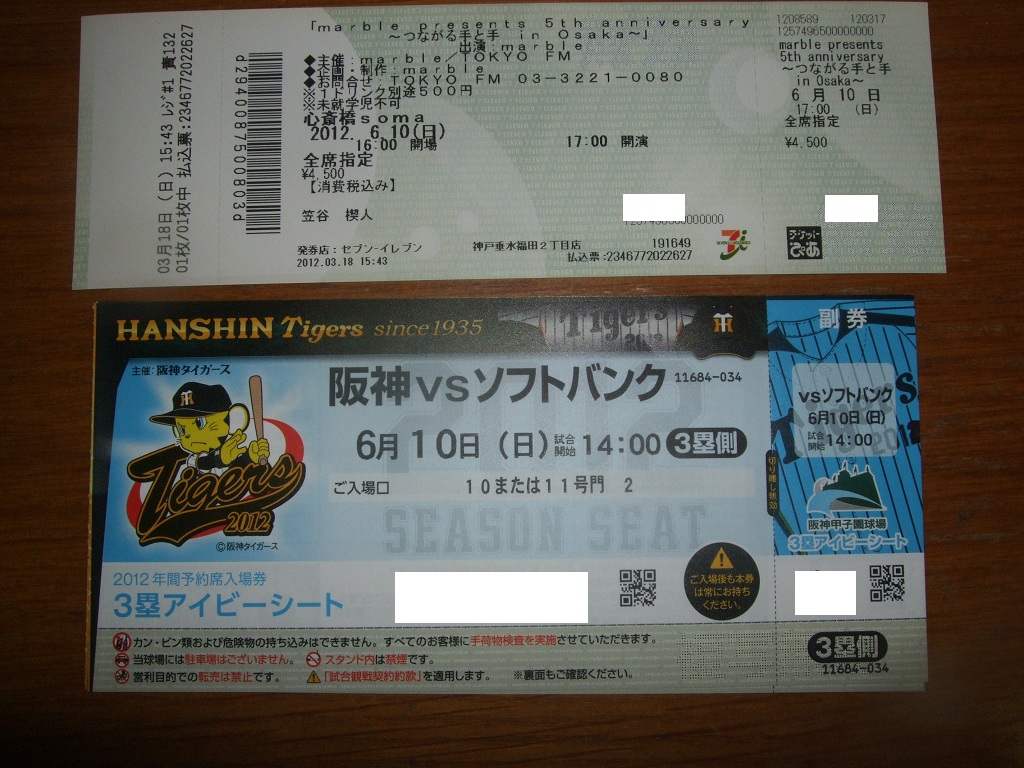 「marble presents 5th anniversary
～つながる手と手 in Osaka～」
出演：marble
◆主催：marble／TOKYO FM
◆企画・制作：marble
◆お問合せ：TOKYO FM 03-3221-0080
※1ドリンク別途500円
※未就学児不可
心斎橋soma
2012. 6.10(日)
16:00 開場 17:00 開演
全席指定
¥4,500
【消費税込み】
笠谷 楔人
1257496500000000
発券店：セブン-イレブン 神戸垂水福田２丁目店 191649
2012.03.18 15:43 払込票:2346772022627
03月18日（日）15:43 ﾚｼﾞ#1 責132
01枚/01枚中 払込票:2346772022627
d29400875000803d
1208589 120317
1257496500000000
marble presents
5th anniversary
～つながる手と手
in Osaka～
6 月 10 日
17:00 (日)
全席指定
¥4,500
チケットぴあ
HANSHIN Tigers since1935
主催：阪神タイガース
Tigers
2012
©阪神タイガース
阪神vsソフトバンク 11684-034
6月10日（日）試合開始14:00 3塁側
ご入場口 10または11号門 2
SEASON SEAT
2012年間予約席入場券
3塁アイビーシート
ご入場後も本券
は常にお持ち
ください。
カン・ビン類および危険物の持ち込みはできません。すべてのお客様に手荷物検査を実施させていただきます。
当球場には駐車場はございません。 スタンド内は禁煙です。
営利目的での転売は禁止です。 「試合観戦契約約款」を適用します。 ※裏面もご確認ください。
副券
vsソフトバンク
6月10日（日）
試合開始14:00
切り離し無効
阪神甲子園球場
3塁アイビーシート
3塁側
11684-034